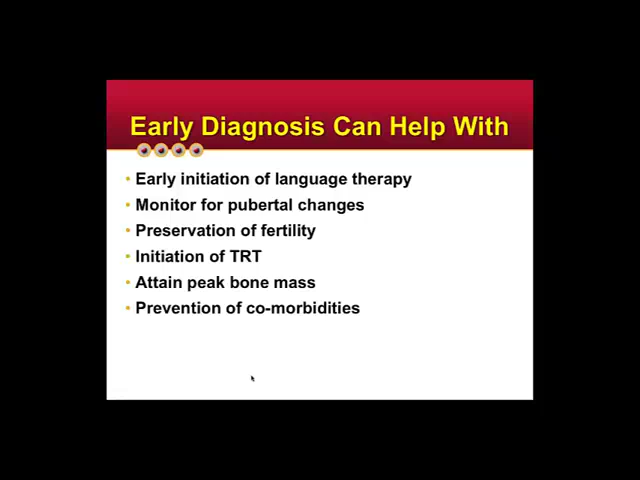 Early Diagnosis Can Help With
• Early initiation of language therapy
• Monitor for pubertal changes
• Preservation of fertility
• Initiation of TRT
• Attain peak bone mass
• Prevention of co-morbidities